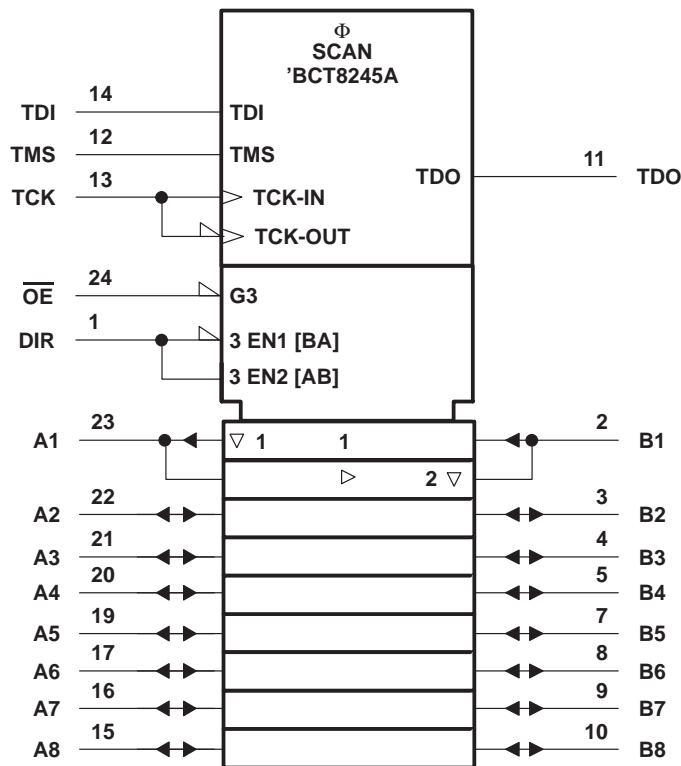 Φ
SCAN
'BCT8245A
TDI 14 TDI
TMS 12 TMS
TDO 11 TDO
TCK 13 TCK-IN
TCK-OUT
OE 24 G3
DIR 1 3 EN1 [BA]
3 EN2 [AB]
A1 23 1 1 2 B1
2
A2 22 3 B2
A3 21 4 B3
A4 20 5 B4
A5 19 7 B5
A6 17 8 B6
A7 16 9 B7
A8 15 10 B8